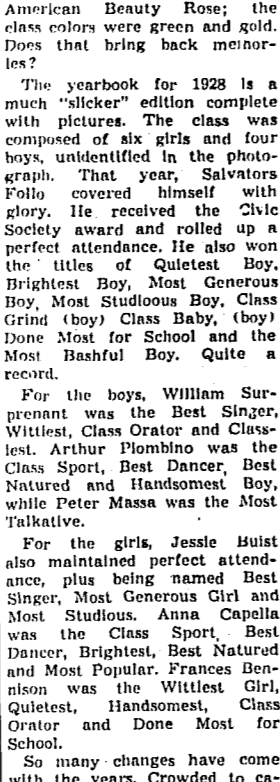 American Beauty Rose; the
class colors were green and gold.
Does that bring back memor-
ies?
The yearbook for 1928 is a
much "slicker" edition complete
with pictures. The class was
composed of six girls and four
boys, unidentified in the photo-
graph. That year, Salvators
Follo covered himself with
glory. He received the Civic
Society award and rolled up a
perfect attendance. He also won
the titles of Quietest Boy,
Brightest Boy, Most Generous
Boy, Most Studioous Boy, Class
Grind (boy) Class Baby, (boy)
Done Most for School and the
Most Bashful Boy. Quite a
record.
For the boys, William Sur-
prenant was the Best Singer,
Wittiest, Class Orator and Class-
iest. Arthur Plombino was the
Class Sport, Best Dancer, Best
Natured and Handsomest Boy,
while Peter Massa was the Most
Talkative.
For the girls, Jessie Buist
also maintained perfect attend-
ance, plus being named Best
Singer, Most Generous Girl and
Most Studious. Anna Capella
was the Class Sport, Best
Dancer, Brightest, Best Natured
and Most Popular. Frances Ben-
nison was the Wittiest Girl,
Quietest, Handsomest, Class
Orator and Done Most for
School.
So many changes have come
with the years. Crowded to ca-